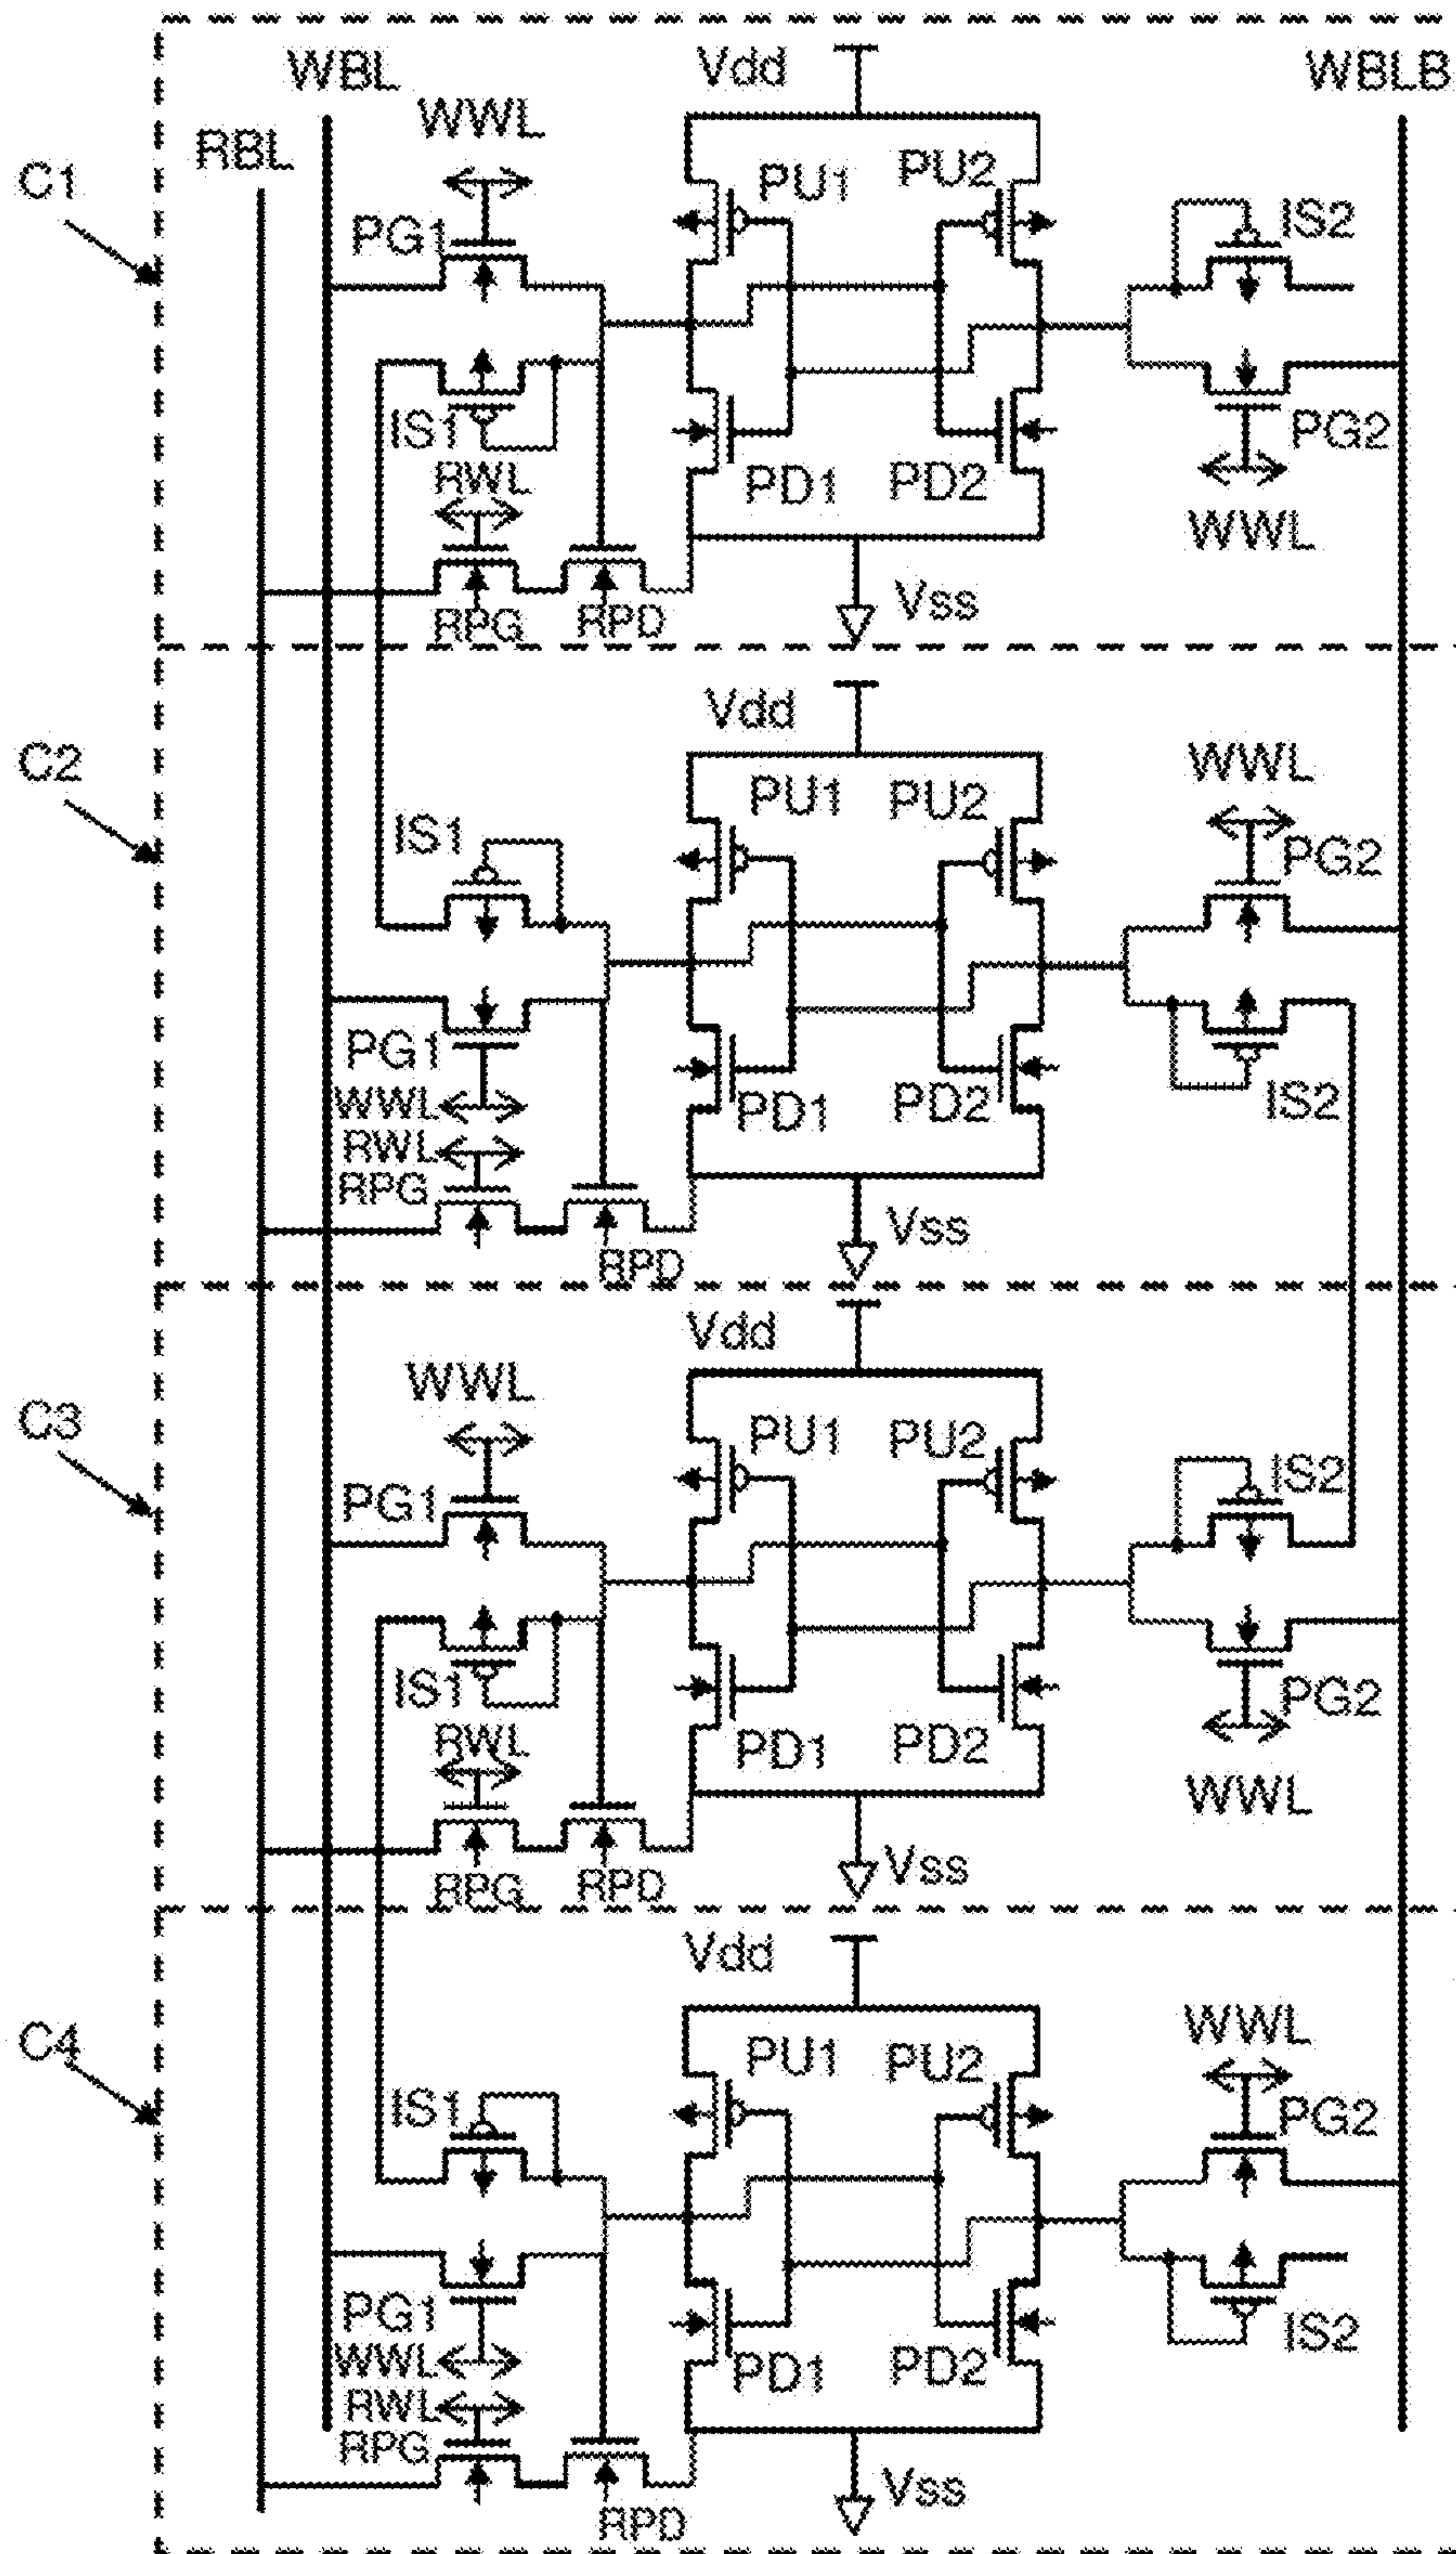 WBL
Vdd
WBLB
WWL
RBL
C1
PU1
PU2
IS2
PG1
IS1
PG2
RWL
PD1
PD2
WWL
RPG
RPD
Vss
Vdd
C2
WWL
PU1
PU2
IS1
PG2
PG1
WWL
PD1
PD2
IS2
RWL
RPG
Vss
RPD
Vdd
WWL
C3
PU1
PU2
IS2
PG1
IS1
PG2
RWL
PD1
PD2
WWL
RPG
RPD
Vss
Vdd
C4
WWL
PU1
PU2
IS1
PG2
PG1
IS2
WWL
PD1
PD2
RWL
RPG
Vss
RPD